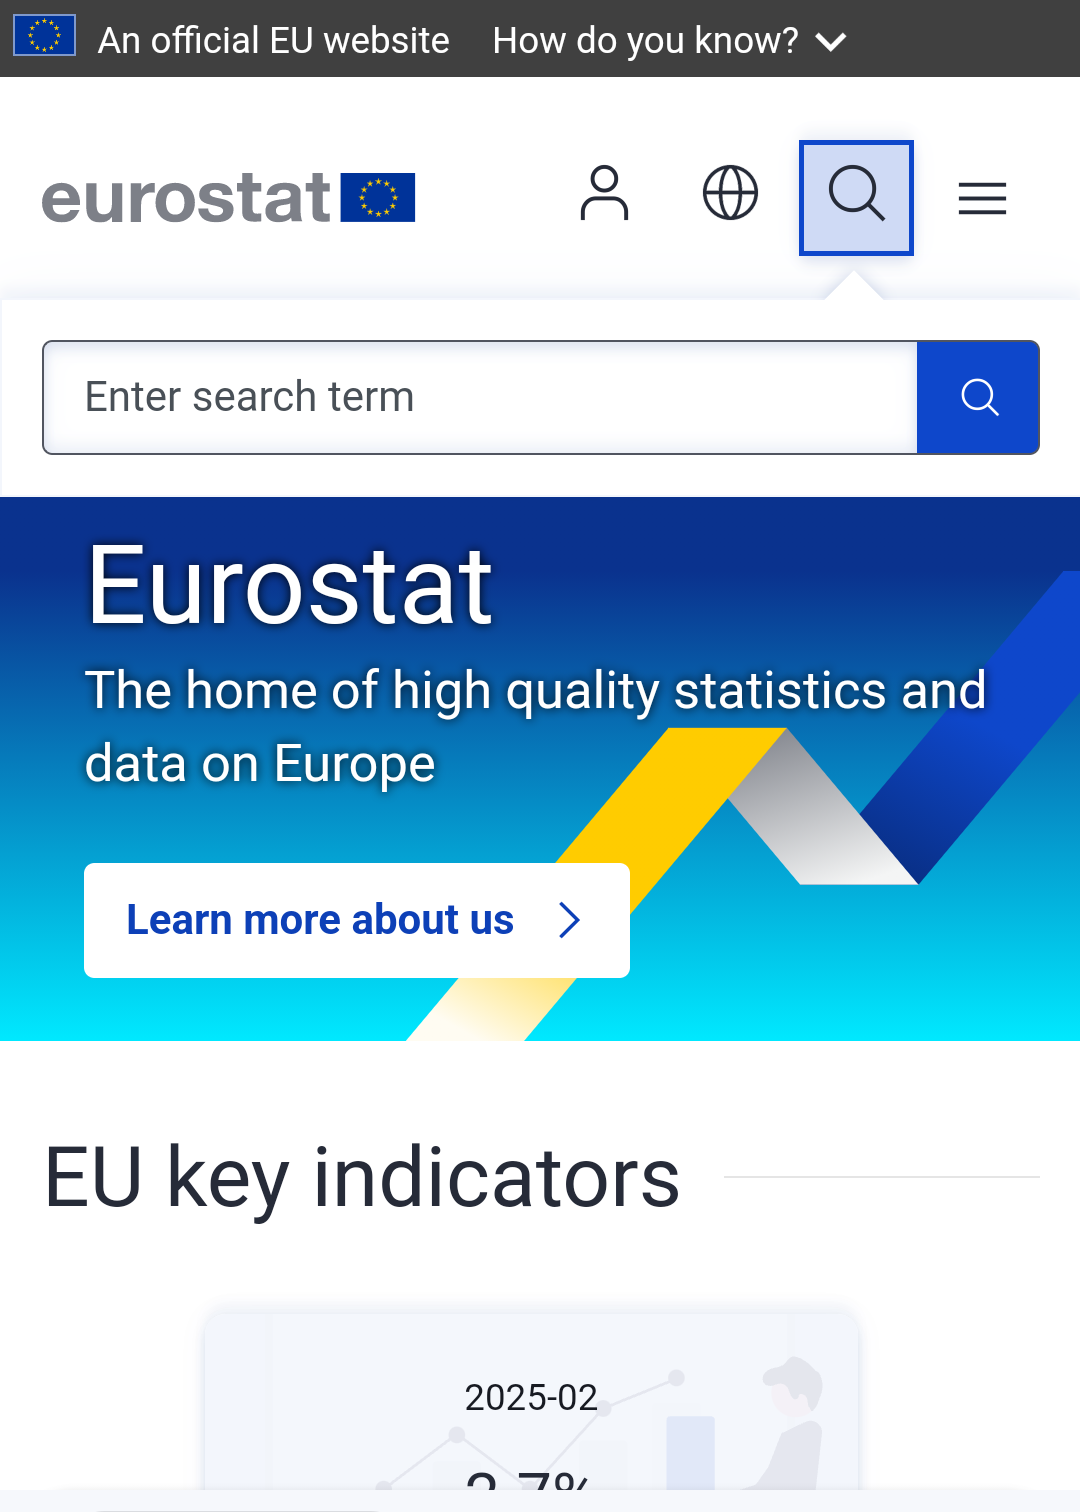 An official EU website How do you know?
eurostat
Enter search term
Eurostat
The home of high quality statistics and
data on Europe
Learn more about us
EU key indicators
2025-02